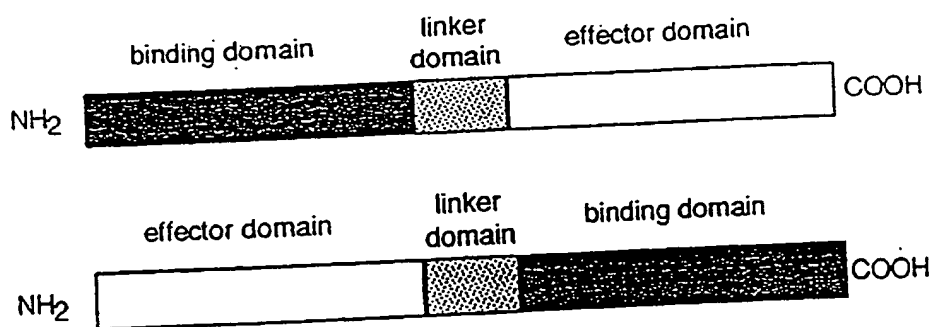 binding domain
linker
domain
effector domain
NH2
COOH
effector domain
linker
domain
binding domain
NH2
COOH